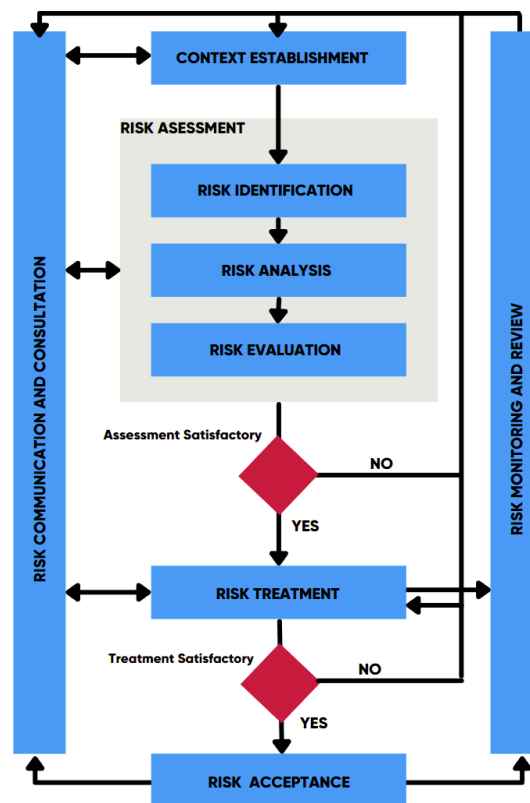 CONTEXT ESTABLISHMENT
RISK ASESSMENT
RISK IDENTIFICATION
RISK ANALYSIS
RISK EVALUATION
RISK COMMUNICATION AND CONSULTATION
RISK MONITORING AND REVIEW
Assessment Satisfactory
NO
YES
RISK TREATMENT
Treatment Satisfactory
NO
YES
RISK ACCEPTANCE